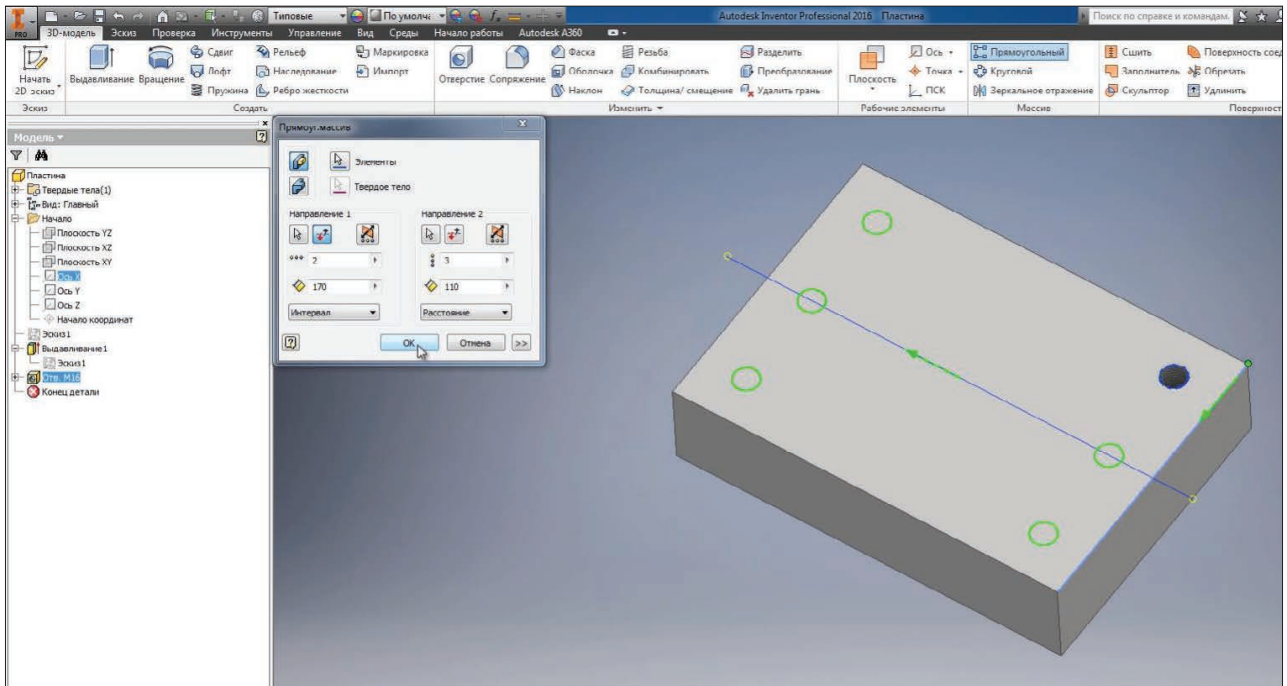 Типовые По умолча Autodesk Inventor Professional 2016 Пластина Поиск по справке и командам.
PRO 3D-модель Эскиз Проверка Инструменты Управление Вид Среды Начало работы Autodesk A360
Начать 2D эскиз Выдавливание Вращение
Сдвиг Рельеф Маркировка
Лофт Наследование Импорт
Пружина Ребро жесткости
Отверстие Сопряжение
Фаска Резьба Разделить
Оболочка Комбинировать Преобразование
Наклон Толщина/ смещение Удалить грань
Плоскость
Ось
Точка
ПСК
Прямоугольный
Круговой
Зеркальное отражение
Сшить Поверхность сое
Заполнитель Обрезать
Скульптор Удлинить
Эскиз Создать Изменить Рабочие элементы Массив Поверхност
Модель
Пластина
Твердые тела(1)
Вид: Главный
Начало
Плоскость YZ
Плоскость XZ
Плоскость XY
Ось X
Ось Y
Ось Z
Начало координат
Эскиз1
Выдавливание1
Эскиз1
Отв. M16
Конец детали
Прямоуг.массив
Элементы
Твердое тело
Направление 1 Направление 2
2 3
170 110
Интервал Расстояние
OK Отмена >>